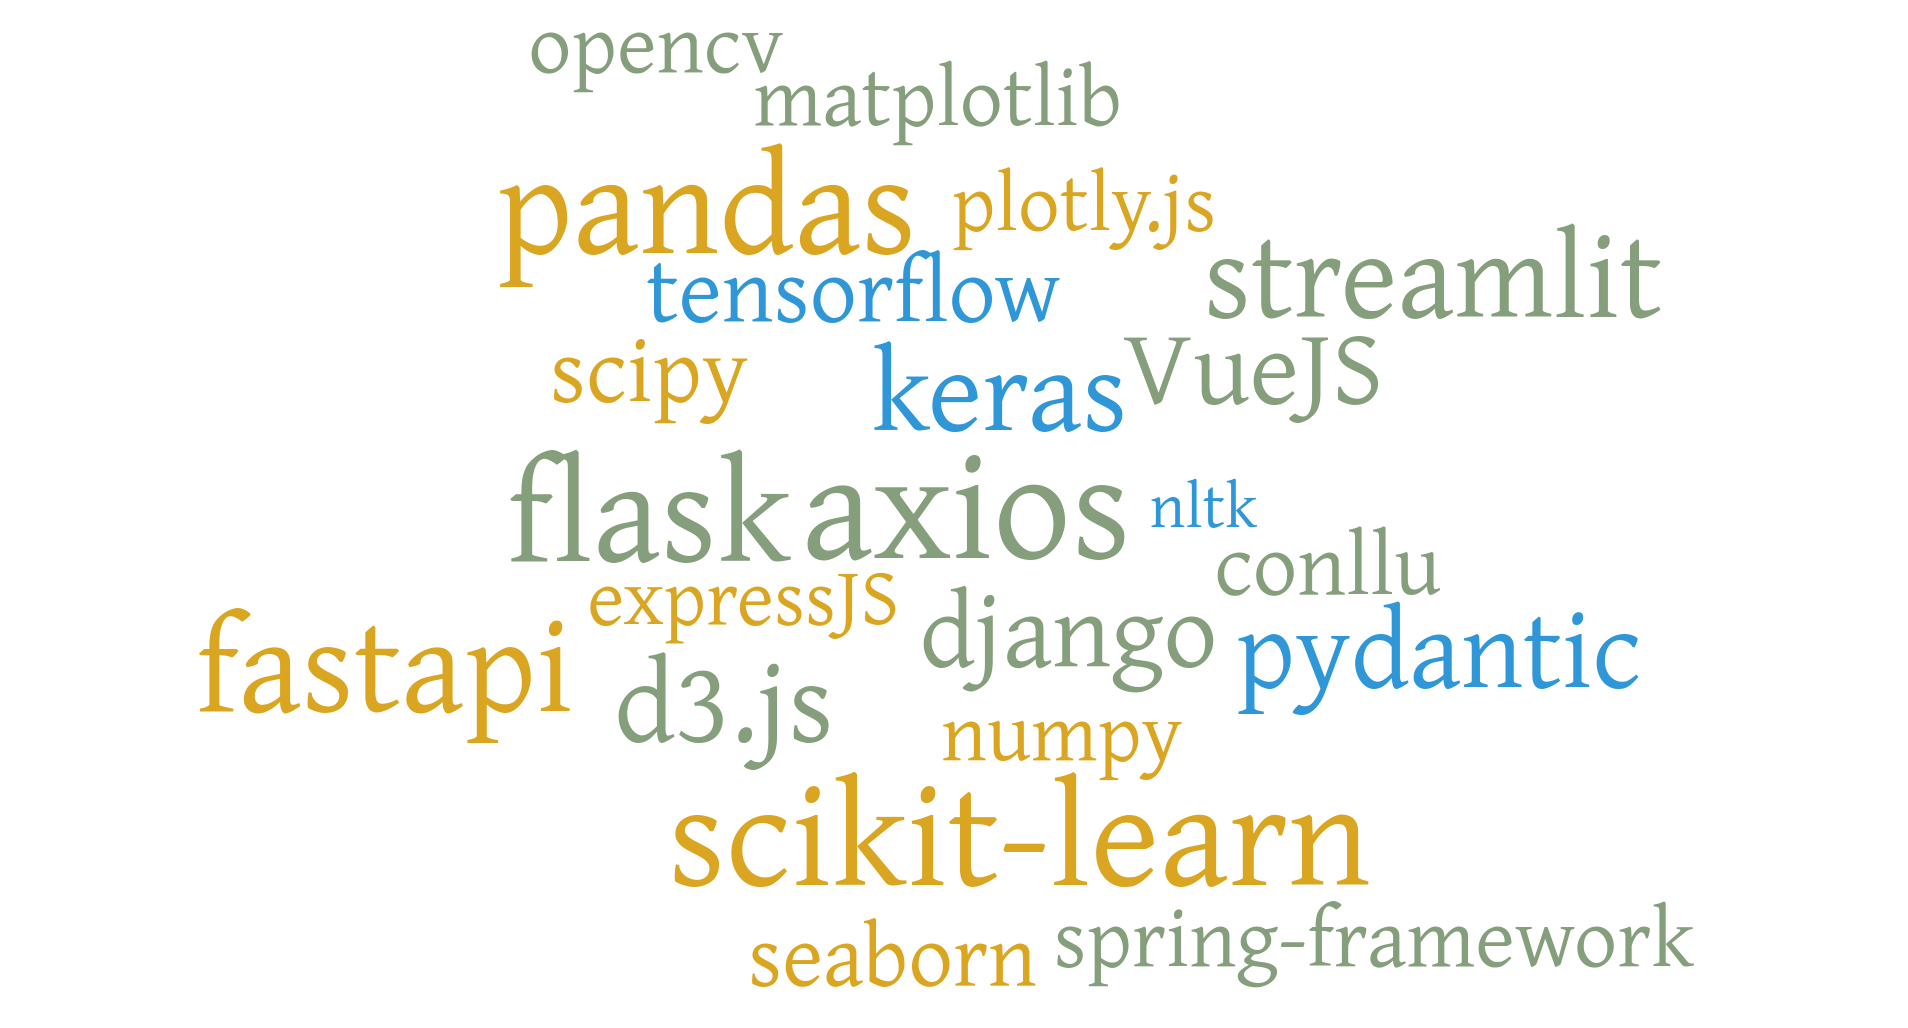 opencv
matplotlib
pandas
plotly.js
streamlit
tensorflow
scipy
keras
VueJS
flask
axios
nltk
conllu
expressJS
django
pydantic
fastapi
d3.js
numpy
scikit-learn
seaborn
spring-framework